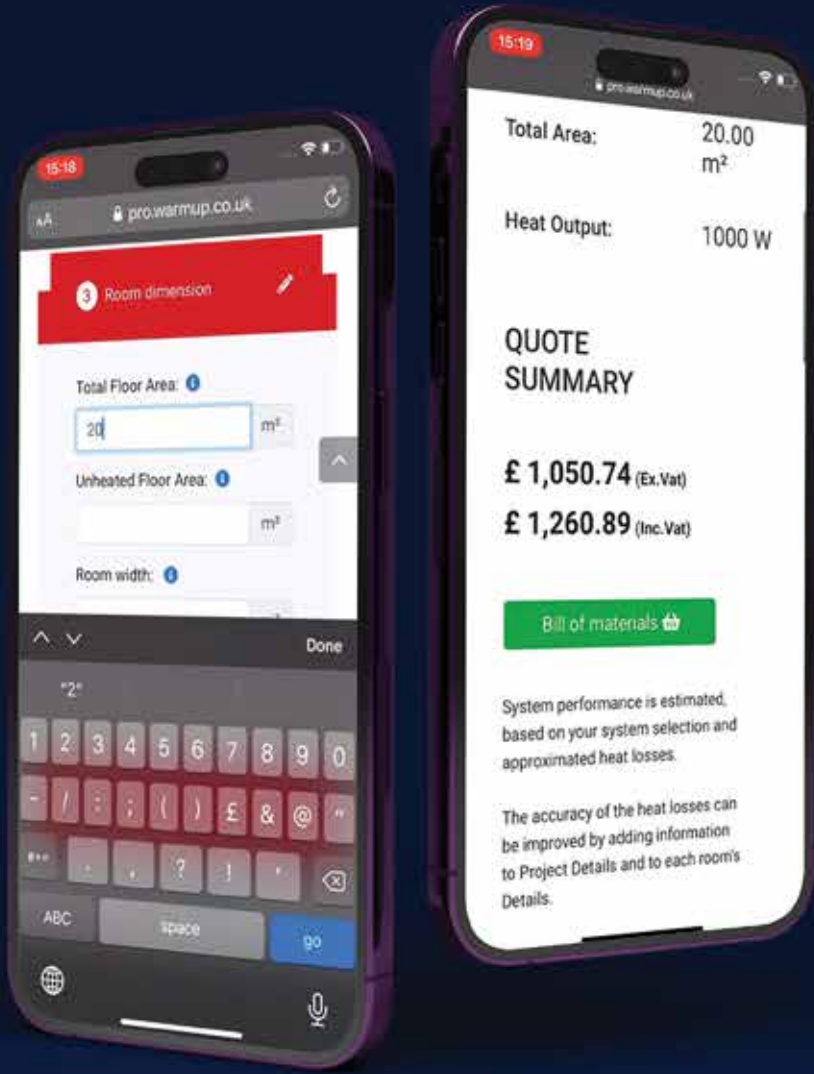 15:18
AA pro.warmup.co.uk
3 Room dimension
Total Floor Area:
20 m²
Unheated Floor Area:
m²
Room width:
Done
"2"
1 2 3 4 5 6 7 8 9 0
- / : ; ( ) £ & @ "
. , ? ! '
ABC space go
15:19
pro.warmup.co.uk
Total Area: 20.00
m²
Heat Output: 1000 W
QUOTE
SUMMARY
£ 1,050.74 (Ex.Vat)
£ 1,260.89 (Inc.Vat)
Bill of materials
System performance is estimated,
based on your system selection and
approximated heat losses.
The accuracy of the heat losses can
be improved by adding information
to Project Details and to each room's
Details.